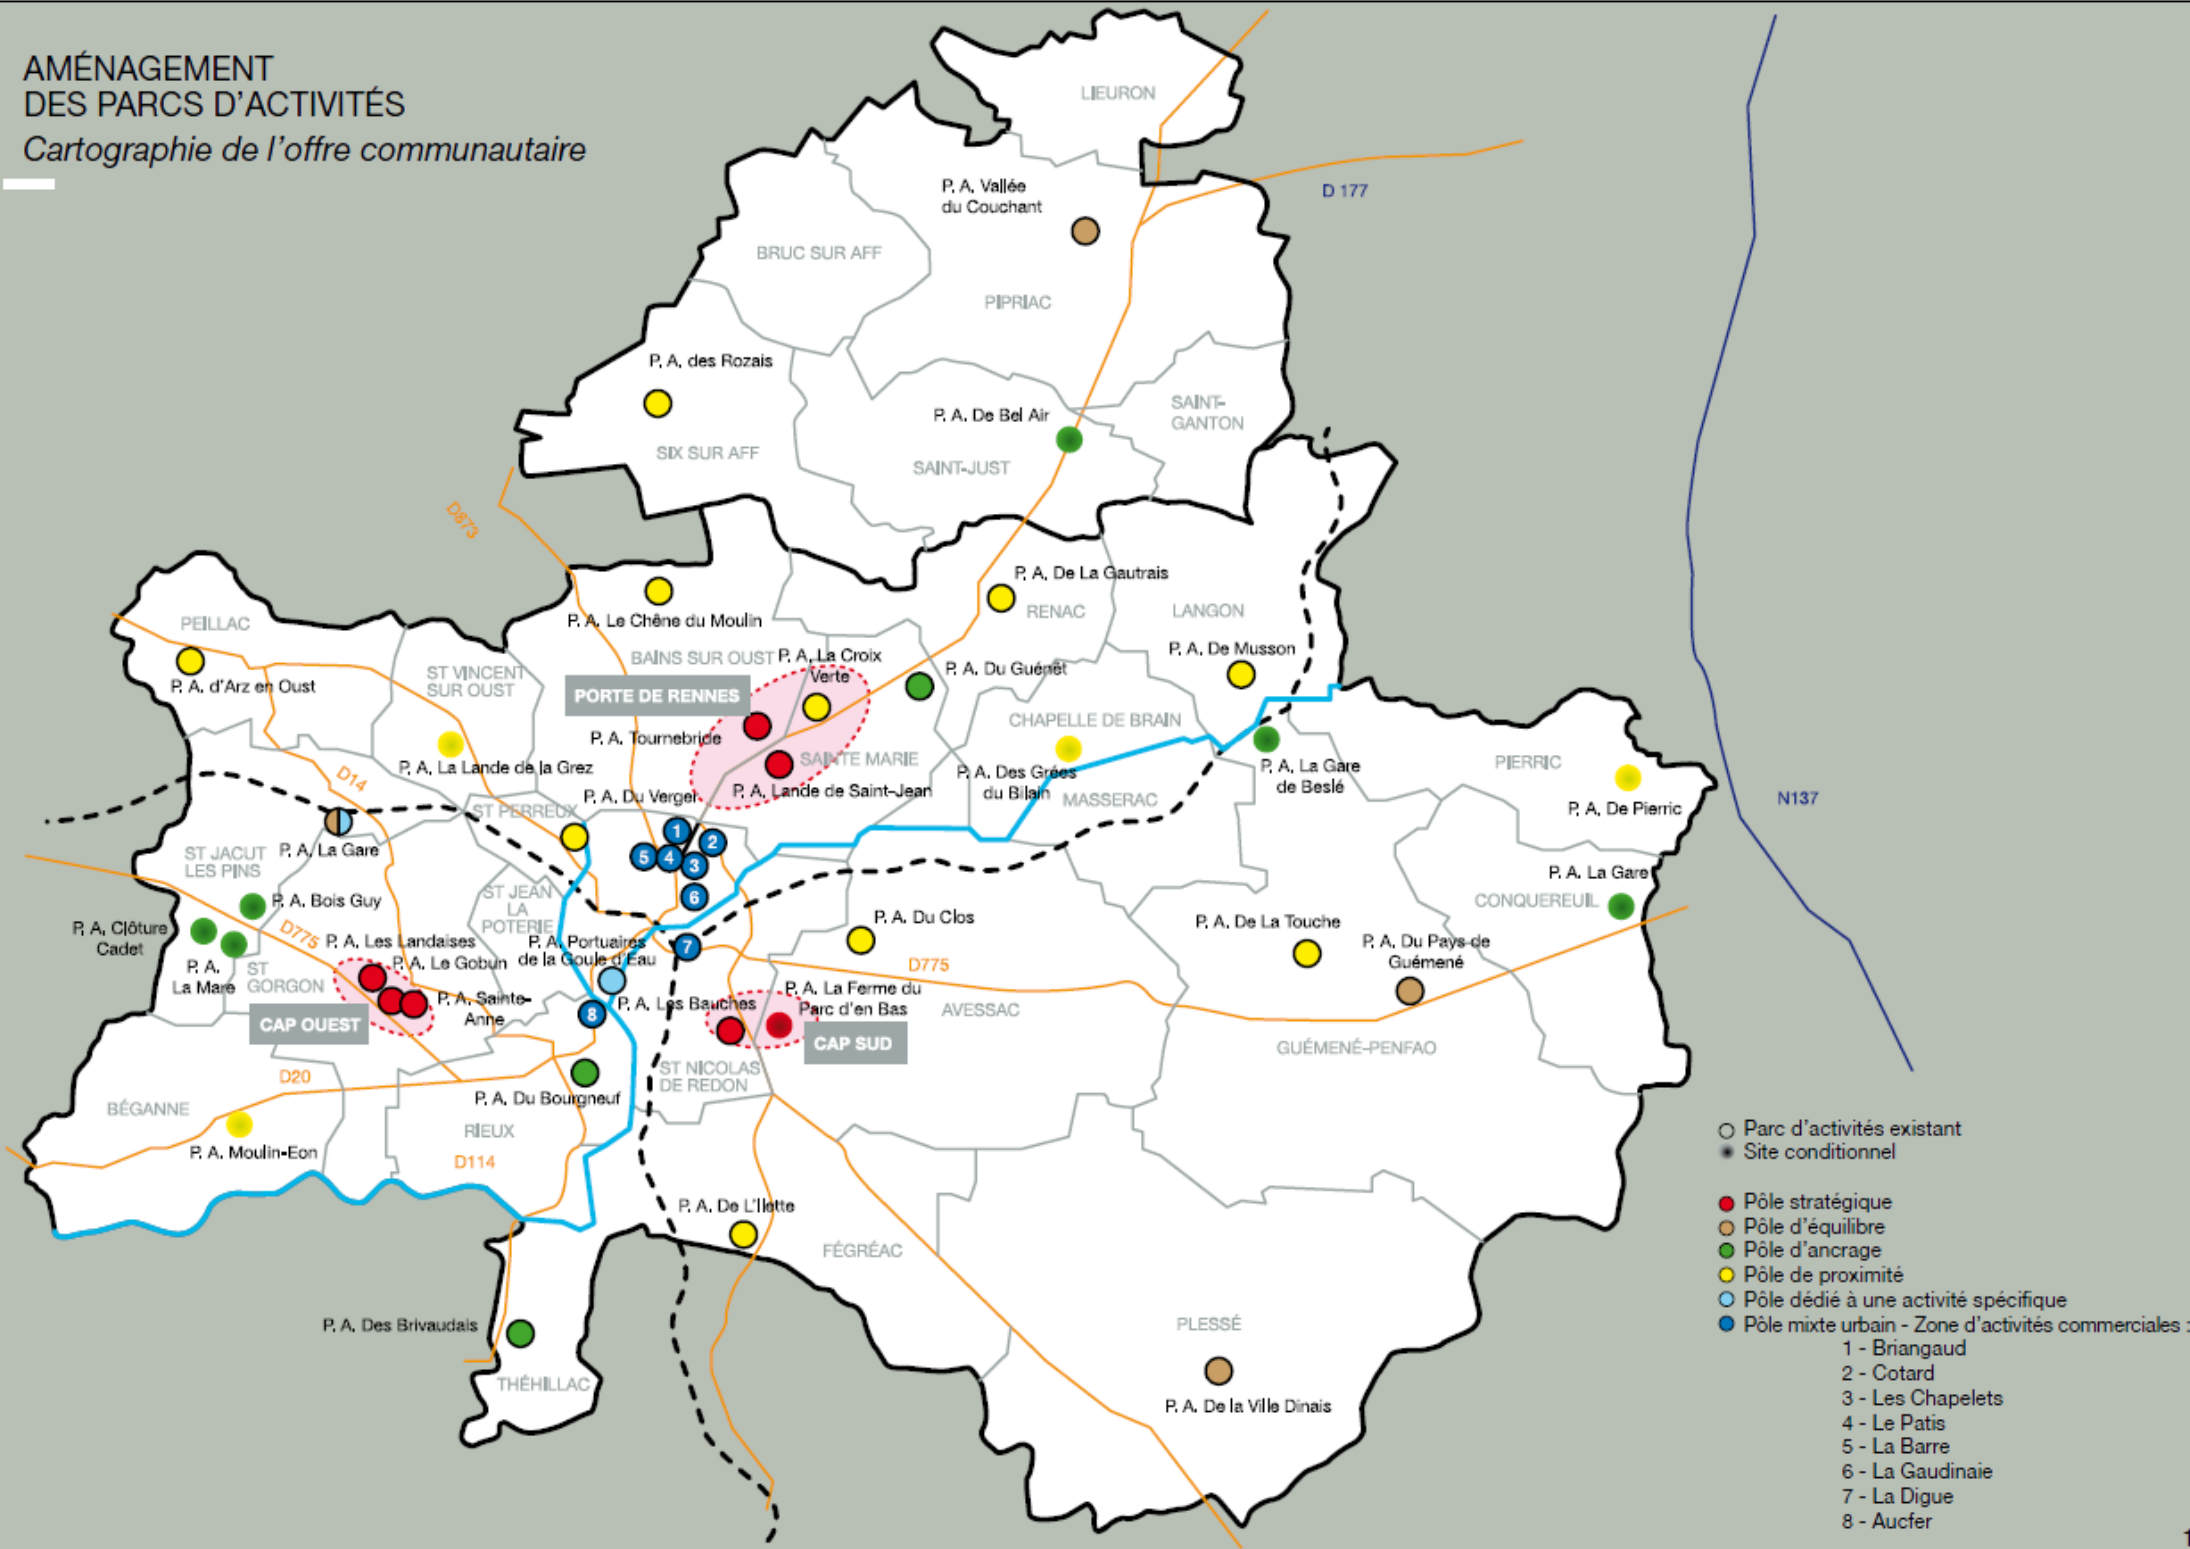 AMÉNAGEMENT
DES PARCS D'ACTIVITÉS
Cartographie de l'offre communautaire
LIEURON
P. A. Vallée
du Couchant
D 177
BRUC SUR AFF
PIPRIAC
P. A. des Rozais
SAINT-
GANTON
P. A. De Bel Air
SIX SUR AFF
SAINT-JUST
D873
P. A. De La Gautrais
RENAC
LANGON
P. A. Le Chêne du Moulin
PEILLAC
P. A. De Musson
BAINS SUR OUST
P. A. La Croix
Verte
P. A. Du Guénêt
ST VINCENT
SUR OUST
P. A. d'Arz en Oust
PORTE DE RENNES
CHAPELLE DE BRAIN
P. A. Tournebride
SAINTE MARIE
P. A. La Lande de la Grez
P. A. Des Grées
du Bilain
P. A. La Gare
de Beslé
PIERRIC
D14
P. A. Lande de Saint-Jean
P. A. Du Verger
MASSERAC
P. A. De Pierric
N137
ST PERREUX
1
2
5
4
3
6
7
8
P. A. La Gare
ST JACUT
LES PINS
P. A. La Gare
CONQUEREUIL
P. A. Bois Guy
ST JEAN
LA
POTERIE
P. A. Du Clos
P. A. De La Touche
P. A. Clôture
Cadet
D775
P. A. Les Landaises
P. A. Le Gobun
P. A. Portuaires
de la Goule d'Eau
P. A. Du Pays de
Guémené
D775
P. A.
La Mare
ST
GORGON
P. A. Sainte-
Anne
P. A. Les Bauches
P. A. La Ferme du
Parc d'en Bas
AVESSAC
CAP OUEST
CAP SUD
GUÉMENÉ-PENFAO
D20
ST NICOLAS
DE REDON
P. A. Du Bourgneuf
BÉGANNE
RIEUX
P. A. Moulin-Eon
D114
P. A. De L'Ilette
FÉGRÉAC
P. A. Des Brivaudais
PLESSÉ
THÉHILLAC
P. A. De la Ville Dinais
Parc d'activités existant
Site conditionnel
Pôle stratégique
Pôle d'équilibre
Pôle d'ancrage
Pôle de proximité
Pôle dédié à une activité spécifique
Pôle mixte urbain - Zone d'activités commerciales :
1 - Briangaud
2 - Cotard
3 - Les Chapelets
4 - Le Patis
5 - La Barre
6 - La Gaudinaie
7 - La Digue
8 - Aucfer